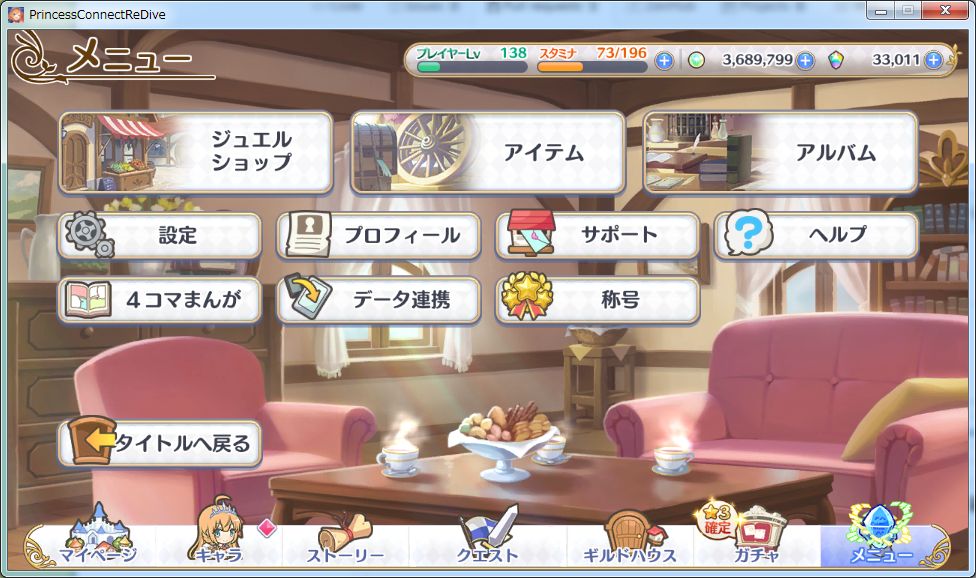 PrincessConnectReDive
メニュー
プレイヤーLv 138 スタミナ 73/196 3,689,799 33,011
ジュエル
ショップ
アイテム
アルバム
設定
プロフィール
サポート
ヘルプ
4コマまんが
データ連携
称号
タイトルへ戻る
★3
確定
マイページ
キャラ
ストーリー
クエスト
ギルドハウス
ガチャ
メニュー